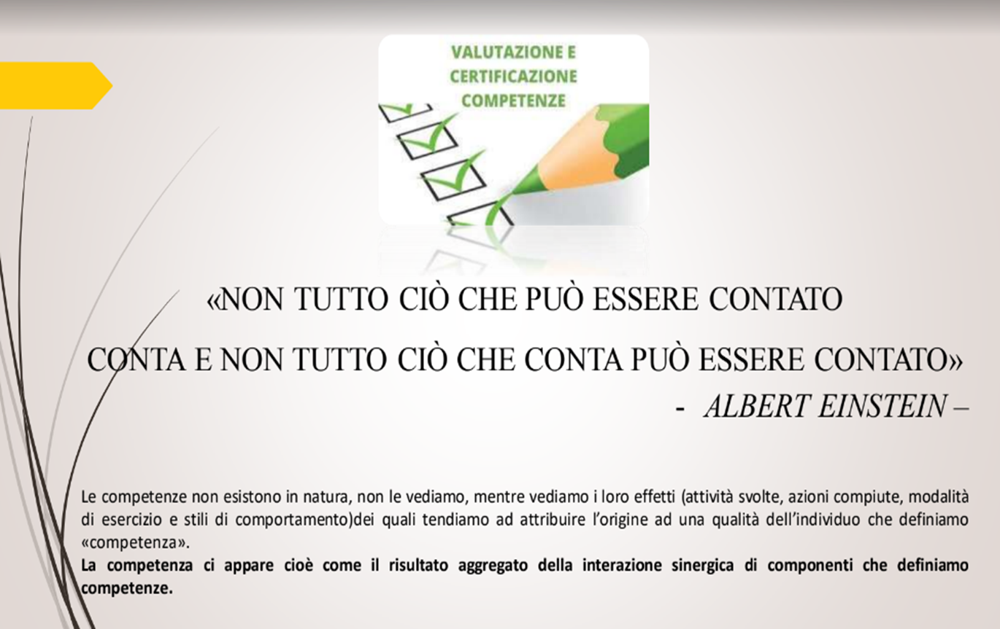 VALUTAZIONE E
CERTIFICAZIONE
COMPETENZE
«NON TUTTO CIÒ CHE PUÒ ESSERE CONTATO
CONTA E NON TUTTO CIÒ CHE CONTA PUÒ ESSERE CONTATO»
- ALBERT EINSTEIN –
Le competenze non esistono in natura, non le vediamo, mentre vediamo i loro effetti (attività svolte, azioni compiute, modalità
di esercizio e stili di comportamento)dei quali tendiamo ad attribuire l’origine ad una qualità dell’individuo che definiamo
«competenza».
La competenza ci appare cioè come il risultato aggregato della interazione sinergica di componenti che definiamo
competenze.